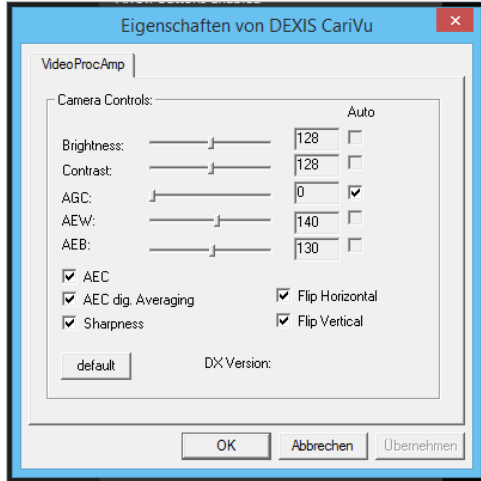 Eigenschaften von DEXIS CariVu
VideoProcAmp
Camera Controls:
Auto
Brightness: 128
Contrast: 128
AGC: 0
AEW: 140
AEB: 130
AEC
AEC dig. Averaging
Flip Horizontal
Sharpness
Flip Vertical
default
DX Version:
OK
Abbrechen
Übernehmen